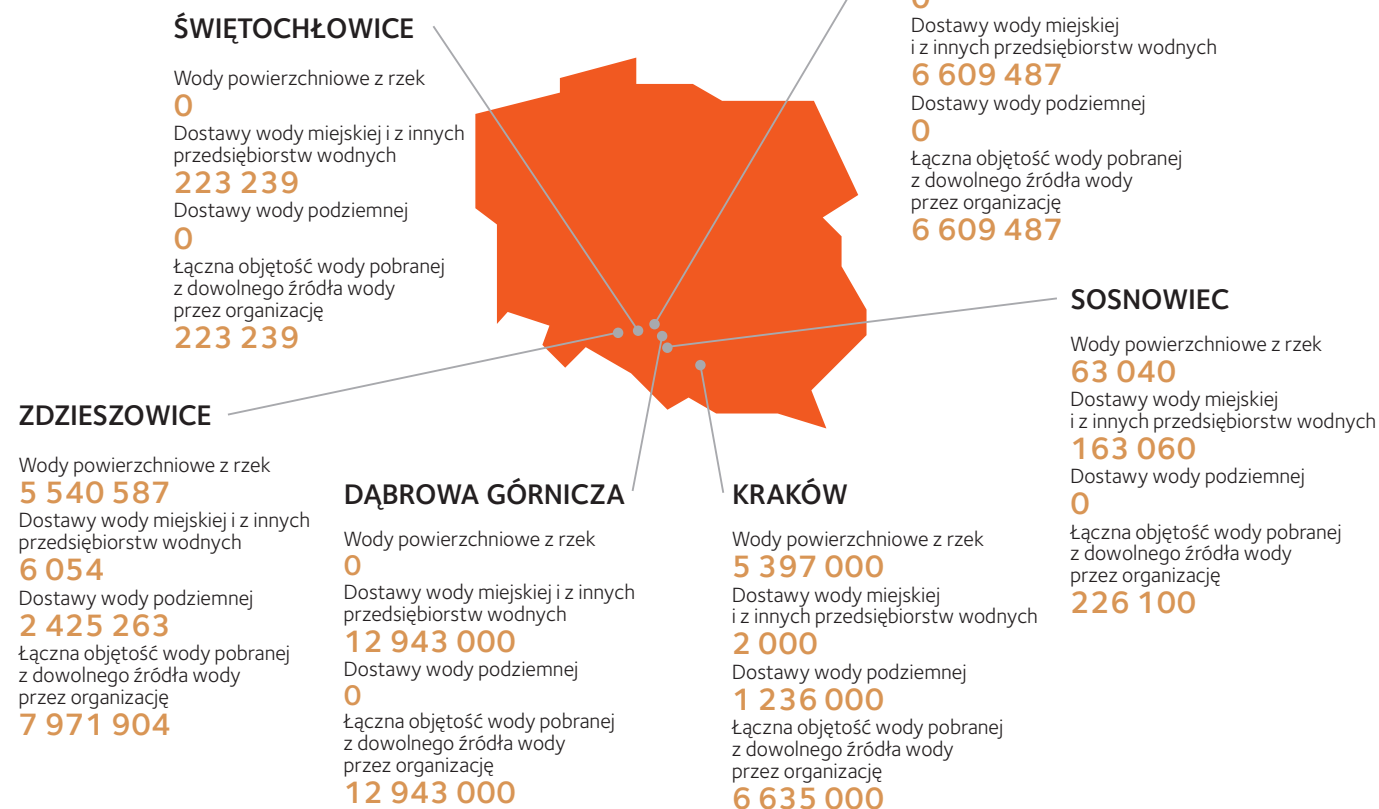 ŚWIĘTOCHŁOWICE
Wody powierzchniowe z rzek
0
Dostawy wody miejskiej i z innych
przedsiębiorstw wodnych
223 239
Dostawy wody podziemnej
0
Łączna objętość wody pobranej
z dowolnego źródła wody
przez organizację
223 239
Dostawy wody miejskiej
i z innych przedsiębiorstw wodnych
6 609 487
Dostawy wody podziemnej
0
Łączna objętość wody pobranej
z dowolnego źródła wody
przez organizację
6 609 487
SOSNOWIEC
Wody powierzchniowe z rzek
63 040
Dostawy wody miejskiej
i z innych przedsiębiorstw wodnych
163 060
Dostawy wody podziemnej
0
Łączna objętość wody pobranej
z dowolnego źródła wody
przez organizację
226 100
ZDZIESZOWICE
Wody powierzchniowe z rzek
5 540 587
Dostawy wody miejskiej i z innych
przedsiębiorstw wodnych
6 054
Dostawy wody podziemnej
2 425 263
Łączna objętość wody pobranej
z dowolnego źródła wody
przez organizację
7 971 904
DĄBROWA GÓRNICZA
Wody powierzchniowe z rzek
0
Dostawy wody miejskiej i z innych
przedsiębiorstw wodnych
12 943 000
Dostawy wody podziemnej
0
Łączna objętość wody pobranej
z dowolnego źródła wody
przez organizację
12 943 000
KRAKÓW
Wody powierzchniowe z rzek
5 397 000
Dostawy wody miejskiej
i z innych przedsiębiorstw wodnych
2 000
Dostawy wody podziemnej
1 236 000
Łączna objętość wody pobranej
z dowolnego źródła wody
przez organizację
6 635 000